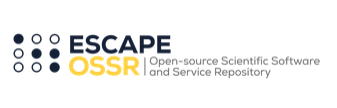 ESCAPE
OSSR
Open-source Scientific Software
and Service Repository